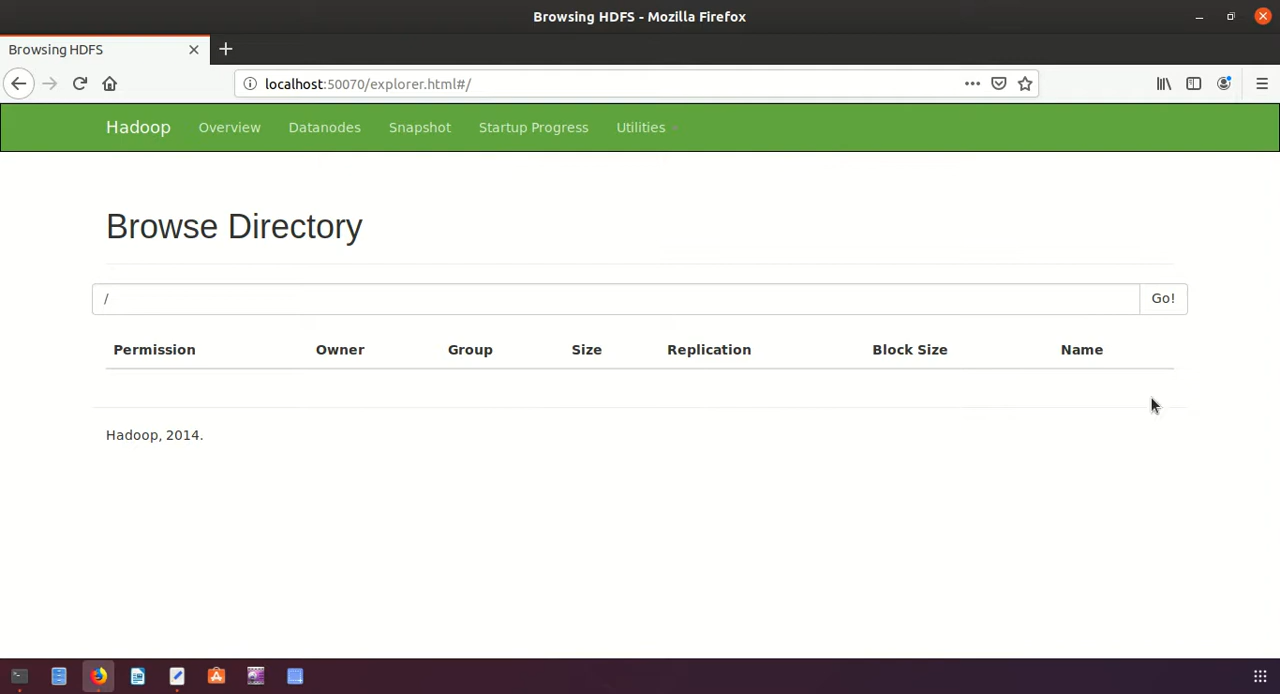 Browsing HDFS - Mozilla Firefox
Browsing HDFS
localhost:50070/explorer.html#/
Hadoop Overview Datanodes Snapshot Startup Progress Utilities
Browse Directory
/ Go!
Permission Owner Group Size Replication Block Size Name
Hadoop, 2014.